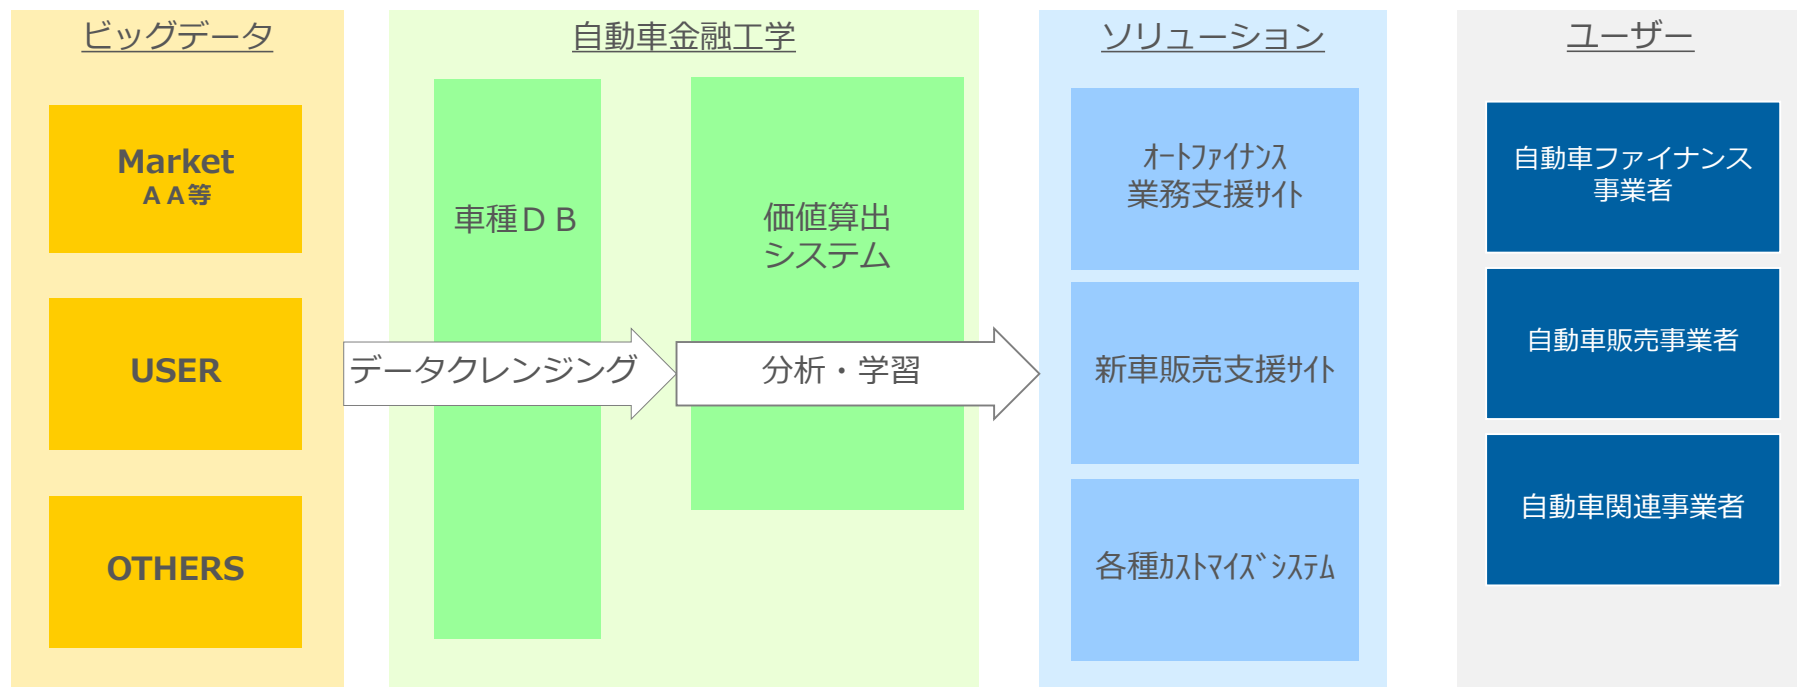 ビッグデータ
Market
ＡＡ等
USER
OTHERS
自動車金融工学
車種ＤＢ
価値算出
システム
データクレンジング
分析・学習
ソリューション
ｵｰﾄﾌｧｲﾅﾝｽ
業務支援ｻｲﾄ
新車販売支援ｻｲﾄ
各種ｶｽﾄﾏｲｽﾞｼｽﾃﾑ
ユーザー
自動車ファイナンス
事業者
自動車販売事業者
自動車関連事業者